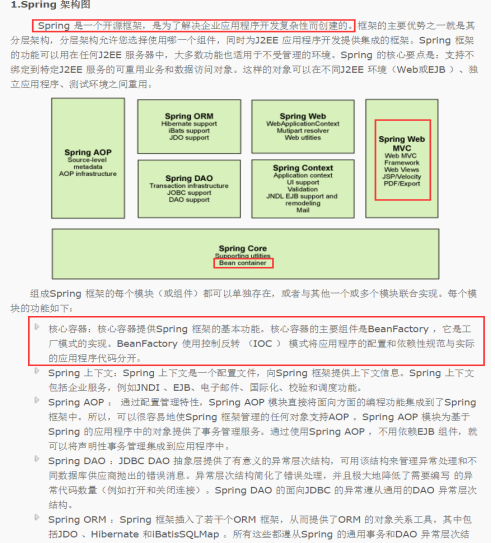 1.Spring 架构图
Spring 是一个开源框架，是为了解决企业应用程序开发复杂性而创建的。框架的主要优势之一就是其
分层架构，分层架构允许您选择使用哪一个组件，同时为J2EE 应用程序开发提供集成的框架。Spring 框架
的功能可以用在任何J2EE 服务器中，大多数功能也适用于不受管理的环境。Spring 的核心要点是：支持不
绑定到特定J2EE 服务的可重用业务和数据访问对象。这样的对象可以在不同J2EE 环境（Web或EJB ）、独
立应用程序、测试环境之间重用。
Spring AOP
Source-level
metadata
AOP infrastructure
Spring ORM
Hibernate support
iBats support
JDO support
Spring DAO
Transaction infrastructure
JOBC support
DAO support
Spring Web
WebApplicationContext
Mutipart resolver
Web utilities
Spring Context
Application context
UI support
Validation
JNDL EJB support and
remodeling
Mail
Spring Web
MVC
Web MVC
Framework
Web Views
JSP/Velocity
PDF/Export
Spring Core
Supporting utilties
Bean container
组成Spring 框架的每个模块（或组件）都可以单独存在，或者与其他一个或多个模块联合实现。每个模
块的功能如下：
核心容器：核心容器提供Spring 框架的基本功能。核心容器的主要组件是BeanFactory ，它是工
厂模式的实现。BeanFactory 使用控制反转 （IOC ） 模式将应用程序的配置和依赖性规范与实际
的应用程序代码分开。
Spring 上下文：Spring 上下文是一个配置文件，向Spring 框架提供上下文信息。Spring 上下文
包括企业服务，例如JNDI 、EJB、电子邮件、国际化、校验和调度功能。
Spring AOP ： 通过配置管理特性，Spring AOP 模块直接将面向方面的编程功能集成到了Spring
框架中。所以，可以很容易地使Spring 框架管理的任何对象支持AOP 。Spring AOP 模块为基于
Spring 的应用程序中的对象提供了事务管理服务。通过使用Spring AOP ，不用依赖EJB 组件，就
可以将声明性事务管理集成到应用程序中。
Spring DAO ：JDBC DAO 抽象层提供了有意义的异常层次结构，可用该结构来管理异常处理和不
同数据库供应商抛出的错误消息。异常层次结构简化了错误处理，并且极大地降低了需要编写 的异
常代码数量（例如打开和关闭连接）。Spring DAO 的面向JDBC 的异常遵从通用的DAO 异常层次结
构。
Spring ORM ：Spring 框架插入了若干个ORM 框架，从而提供了ORM 的对象关系工具，其中包
括JDO 、Hibernate 和iBatisSQLMap 。所有这些都遵从Spring 的通用事务和DAO 异常层次结